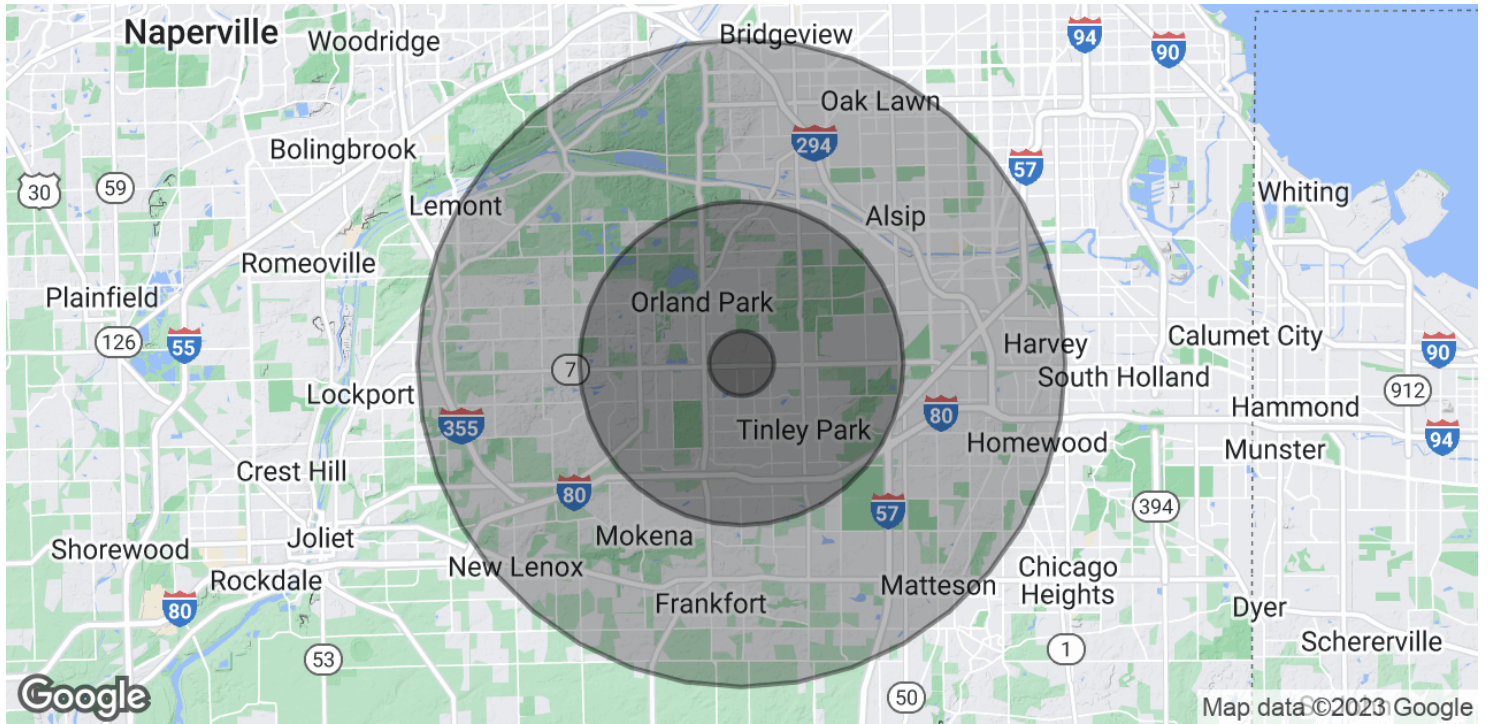 Naperville
Woodridge
Bridgeview
94
90
Oak Lawn
294
Bolingbrook
57
30
59
Whiting
Lemont
Alsip
Romeoville
Plainfield
Orland Park
126
55
Harvey
Calumet City
90
7
South Holland
912
Lockport
355
80
Hammond
Tinley Park
Homewood
94
Munster
Crest Hill
80
57
394
Joliet
Mokena
Shorewood
New Lenox
Chicago
Heights
Rockdale
Matteson
80
Frankfort
Dyer
1
Schererville
53
50
Google
Map data ©2023 Google